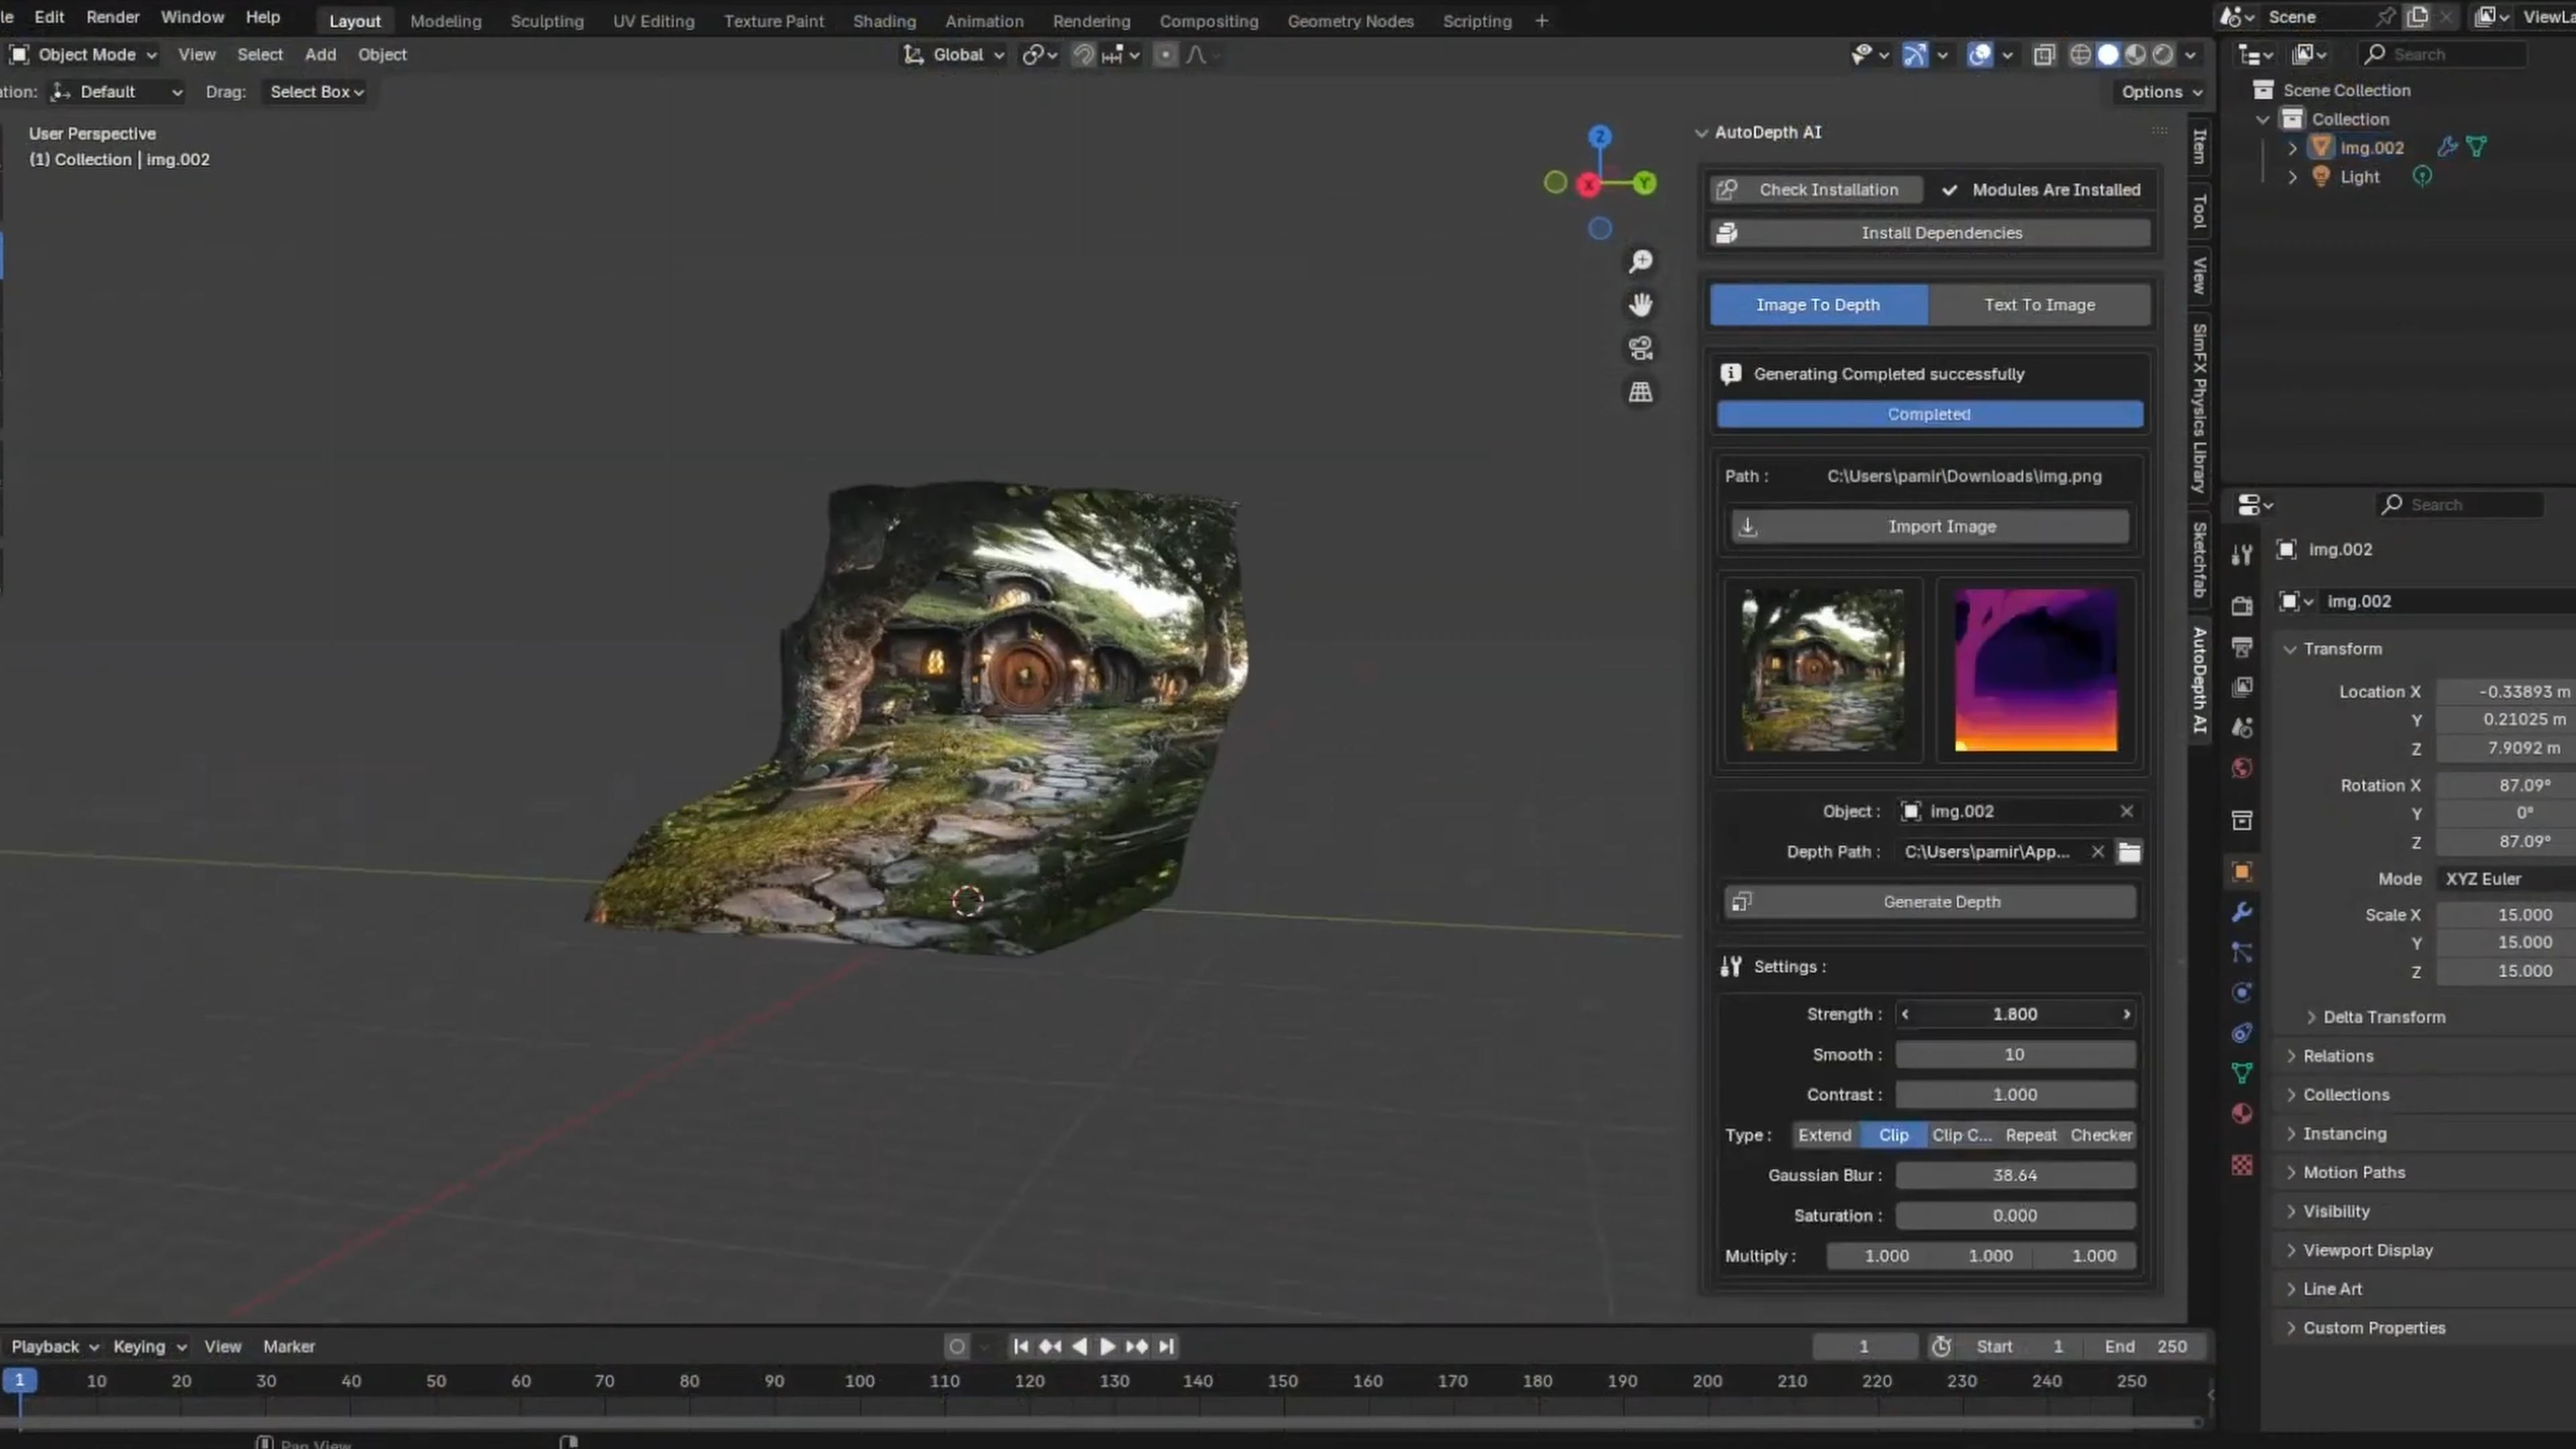 le Edit Render Window Help Layout Modeling Sculpting UV Editing Texture Paint Shading Animation Rendering Compositing Geometry Nodes Scripting + Scene ViewLa
Object Mode View Select Add Object Global Search
ation: Default Drag: Select Box Options
User Perspective
(1) Collection | img.002
Z
X
Y
AutoDepth AI
Check Installation Modules Are Installed
Install Dependencies
Image To Depth Text To Image
Generating Completed successfully
Completed
Path : C:\Users\pamir\Downloads\img.png
Import Image
Object : img.002
Depth Path : C:\Users\pamir\App...
Generate Depth
Settings :
Strength : 1.800
Smooth : 10
Contrast : 1.000
Type : Extend Clip Clip C... Repeat Checker
Gaussian Blur : 38.64
Saturation : 0.000
Multiply : 1.000 1.000 1.000
Item
Tool
View
SimFX Physics Library
Sketchfab
AutoDepth AI
Scene Collection
Collection
img.002
Light
Search
img.002
img.002
Transform
Location X -0.33893 m
Y 0.21025 m
Z 7.9092 m
Rotation X 87.09°
Y 0°
Z 87.09°
Mode XYZ Euler
Scale X 15.000
Y 15.000
Z 15.000
Delta Transform
Relations
Collections
Instancing
Motion Paths
Visibility
Viewport Display
Line Art
Custom Properties
Playback Keying View Marker 1 Start 1 End 250
1 10 20 30 40 50 60 70 80 90 100 110 120 130 140 150 160 170 180 190 200 210 220 230 240 250
Pan View